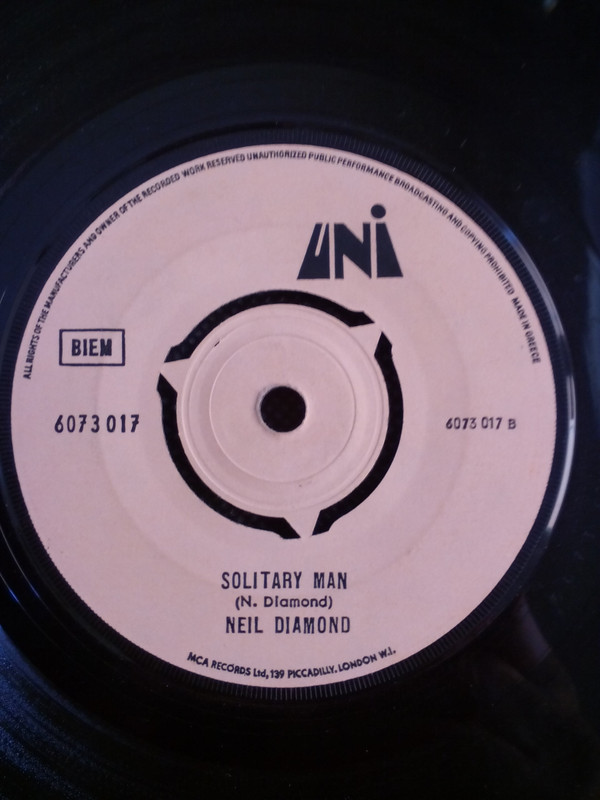 ALL RIGHTS OF THE MANUFACTURERS AND OWNER OF THE RECORDED WORK RESERVED UNAUTHORIZED PUBLIC PERFORMANCE BROADCASTING AND COPYING PROHIBITED MADE IN GREECE
UNi
BIEM
6073 017
6073 017 B
SOLITARY MAN
(N. Diamond)
NEIL DIAMOND
MCA RECORDS Ltd, 139 PICCADILLY. LONDON W.I.